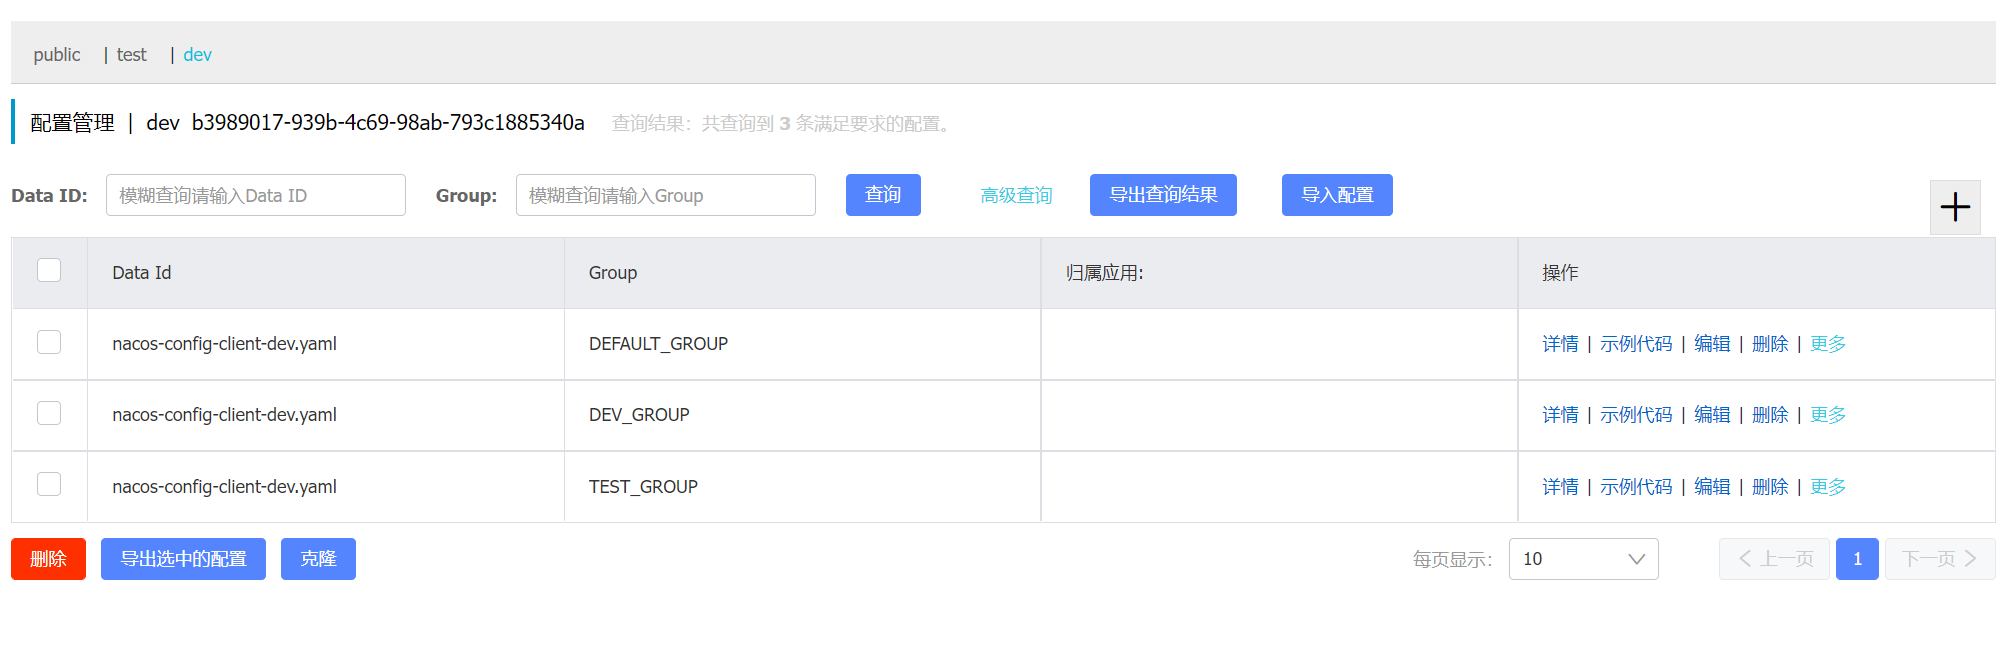 public | test | dev
配置管理 | dev b3989017-939b-4c69-98ab-793c1885340a 查询结果：共查询到 3 条满足要求的配置。
Data ID: 模糊查询请输入Data ID Group: 模糊查询请输入Group 查询 高级查询 导出查询结果 导入配置
Data Id Group 归属应用: 操作
nacos-config-client-dev.yaml DEFAULT_GROUP 详情 | 示例代码 | 编辑 | 删除 | 更多
nacos-config-client-dev.yaml DEV_GROUP 详情 | 示例代码 | 编辑 | 删除 | 更多
nacos-config-client-dev.yaml TEST_GROUP 详情 | 示例代码 | 编辑 | 删除 | 更多
删除 导出选中的配置 克隆 每页显示: 10 上一页 1 下一页